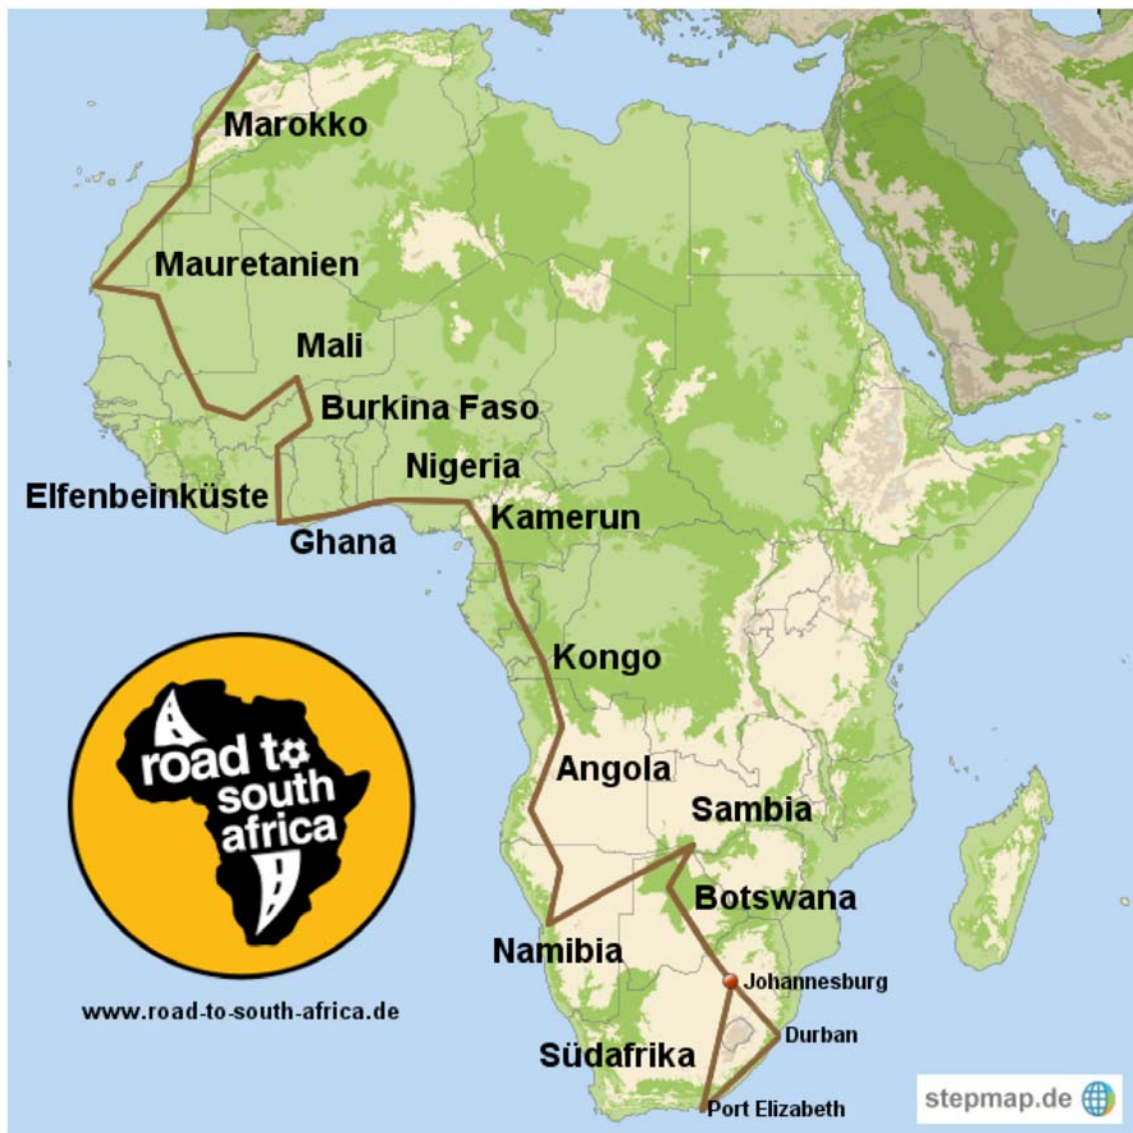 Marokko
Mauretanien
Mali
Burkina Faso
Nigeria
Elfenbeinküste
Kamerun
Ghana
Kongo
road to
south
africa
Angola
Sambia
Botswana
Namibia
Johannesburg
www.road-to-south-africa.de
Durban
Südafrika
stepmap.de
Port Elizabeth